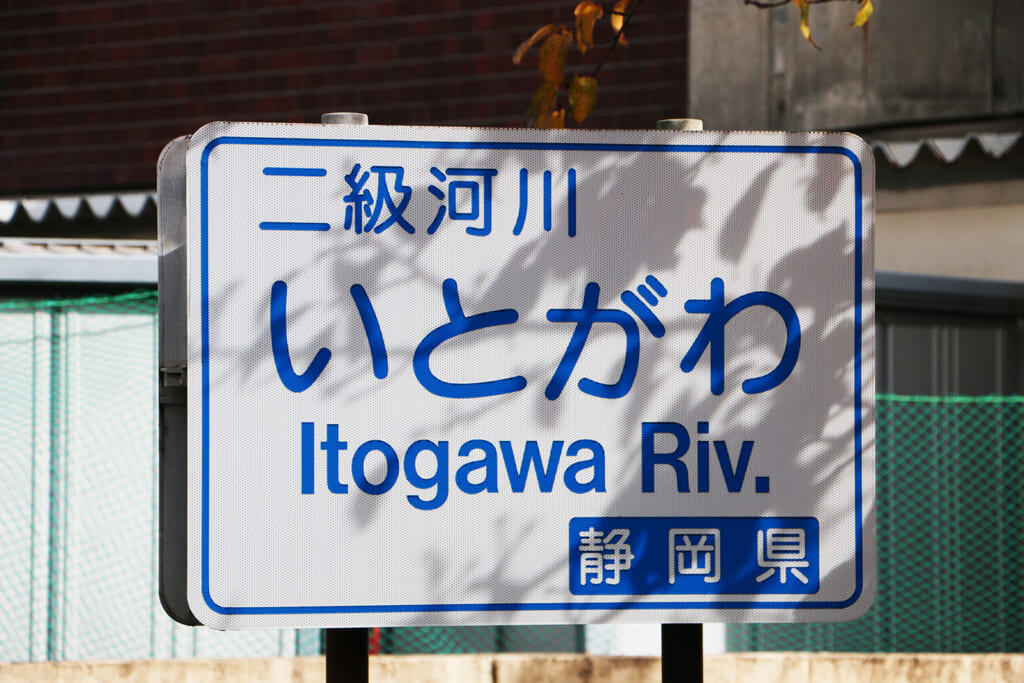 二級河川
いとがわ
Itogawa Riv.
静岡県